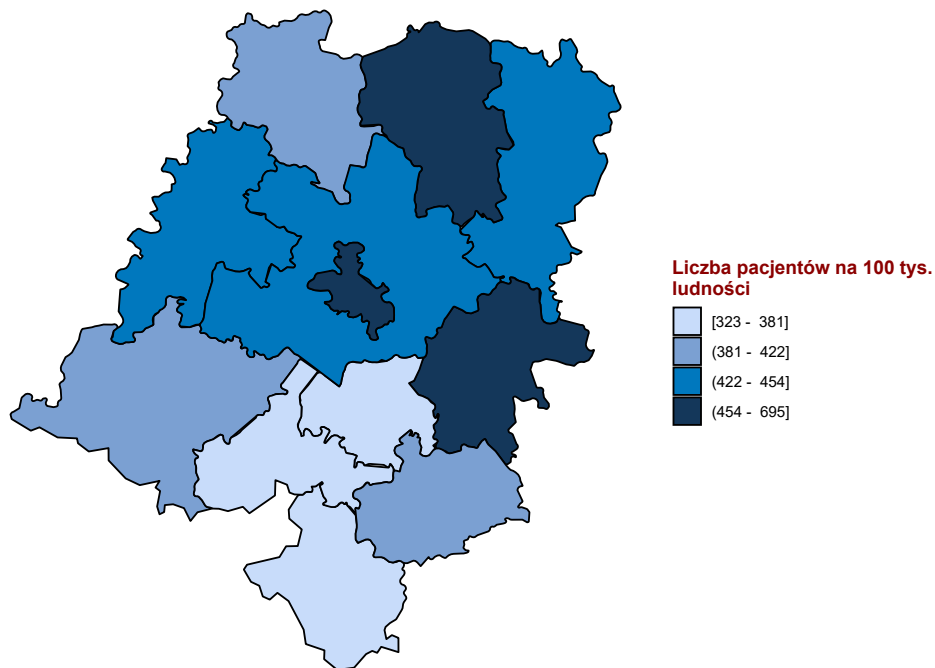 Liczba pacjentów na 100 tys.
ludności
[323 - 381]
(381 - 422]
(422 - 454]
(454 - 695]